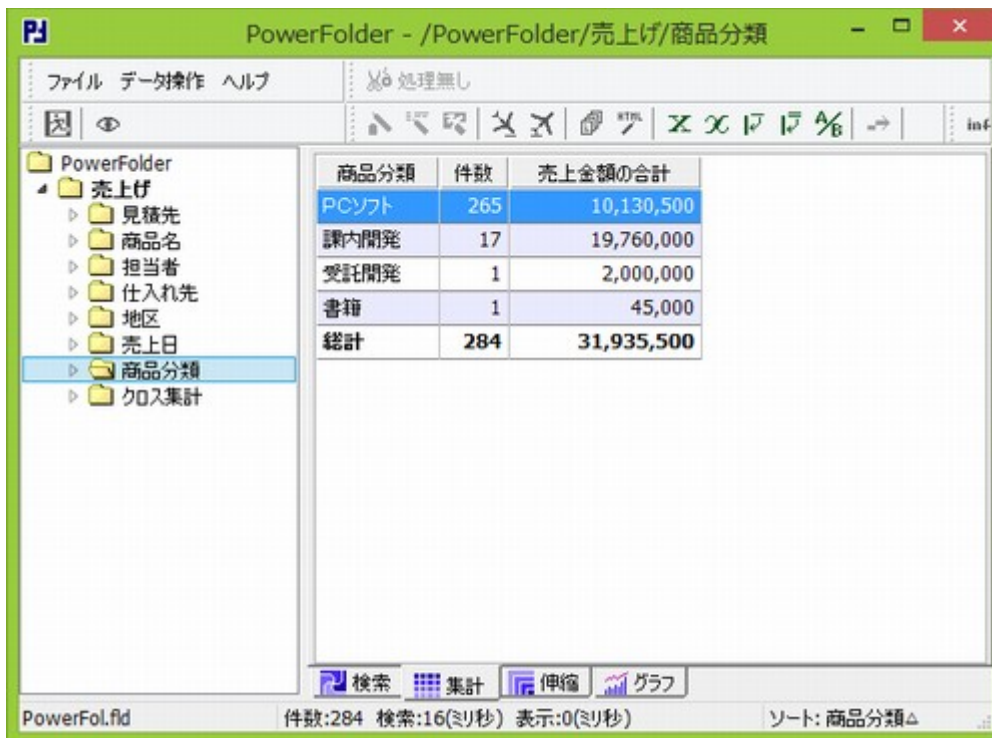 PowerFolder - /PowerFolder/売上げ/商品分類
ファイル データ操作 ヘルプ 処理無し
HTML A/B
PowerFolder
売上げ
見積先
商品名
担当者
仕入れ先
地区
売上日
商品分類
クロス集計
商品分類 件数 売上金額の合計
PCソフト 265 10,130,500
課内開発 17 19,760,000
受託開発 1 2,000,000
書籍 1 45,000
総計 284 31,935,500
検索 集計 伸縮 グラフ
PowerFol.fld 件数:284 検索:16(ミリ秒) 表示:0(ミリ秒) ソート: 商品分類△